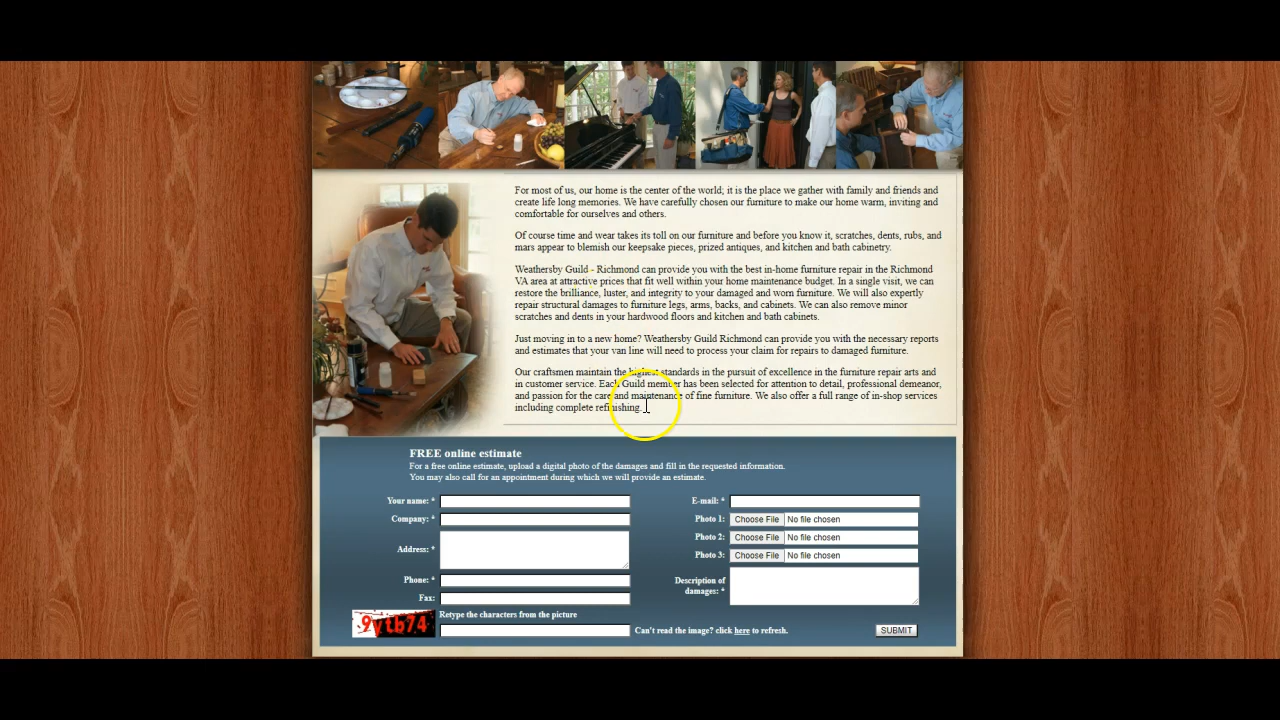 For most of us, our home is the center of the world; it is the place we gather with family and friends and
create life long memories. We have carefully chosen our furniture to make our home warm, inviting and
comfortable for ourselves and others.
Of course time and wear takes its toll on our furniture and before you know it, scratches, dents, rubs, and
mars appear to blemish our keepsake pieces, prized antiques, and kitchen and bath cabinetry.
Weathersby Guild - Richmond can provide you with the best in-home furniture repair in the Richmond
VA area at attractive prices that fit well within your home maintenance budget. In a single visit, we can
restore the brilliance, luster, and integrity to your damaged and worn furniture. We will also expertly
repair structural damages to furniture legs, arms, backs, and cabinets. We can also remove minor
scratches and dents in your hardwood floors and kitchen and bath cabinets.
Just moving in to a new home? Weathersby Guild Richmond can provide you with the necessary reports
and estimates that your van line will need to process your claim for repairs to damaged furniture.
Our craftsmen maintain the highest standards in the pursuit of excellence in the furniture repair arts and
in customer service. Each Guild member has been selected for attention to detail, professional demeanor,
and passion for the care and maintenance of fine furniture. We also offer a full range of in-shop services
including complete refinishing.
FREE online estimate
For a free online estimate, upload a digital photo of the damages and fill in the requested information.
You may also call for an appointment during which we will provide an estimate.
Your name: *
Company: *
Address: *
Phone: *
Fax:
9vtb74
Retype the characters from the picture
Can't read the image? click here to refresh.
E-mail: *
Photo 1: Choose File No file chosen
Photo 2: Choose File No file chosen
Photo 3: Choose File No file chosen
Description of
damages: *
SUBMIT